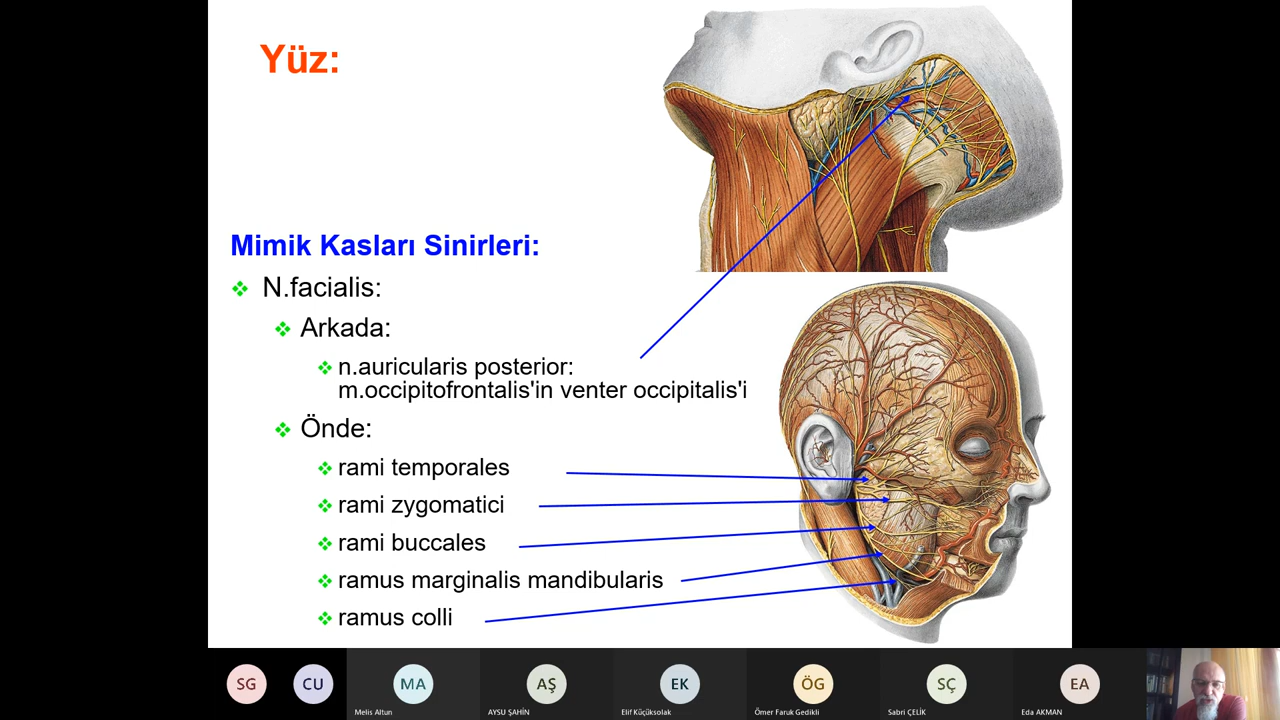 Yüz:
Mimik Kasları Sinirleri:
N.facialis:
Arkada:
n.auricularis posterior:
m.occipitofrontalis'in venter occipitalis'i
Önde:
rami temporales
rami zygomatici
rami buccales
ramus marginalis mandibularis
ramus colli
SG
CU
MA
AŞ
EK
ÖG
SÇ
EA
Melis Altun
AYSU ŞAHİN
Elif Küçüksolak
Ömer Faruk Gedikli
Sabri ÇELİK
Eda AKMAN